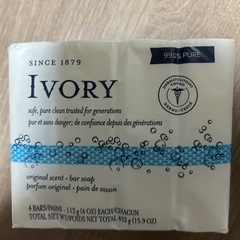 SINCE 1879
IVORY
99% PURE
DERMATOLOGIST
TESTED
safe, pure clean trusted for generations
pur et sans danger; de confiance depuis des générations
original scent • bar soap
parfum original • pain de savon
4 BARS/PAINS - 113 g (4 OZ) EACH/CHACUN
TOTAL NET WT/POIDS NET TOTAL 452 g (15.9 OZ)